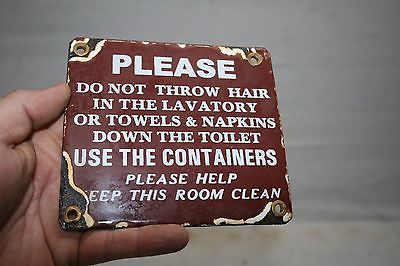 PLEASE
DO NOT THROW HAIR
IN THE LAVATORY
OR TOWELS & NAPKINS
DOWN THE TOILET
USE THE CONTAINERS
PLEASE HELP
EEP THIS ROOM CLEAN